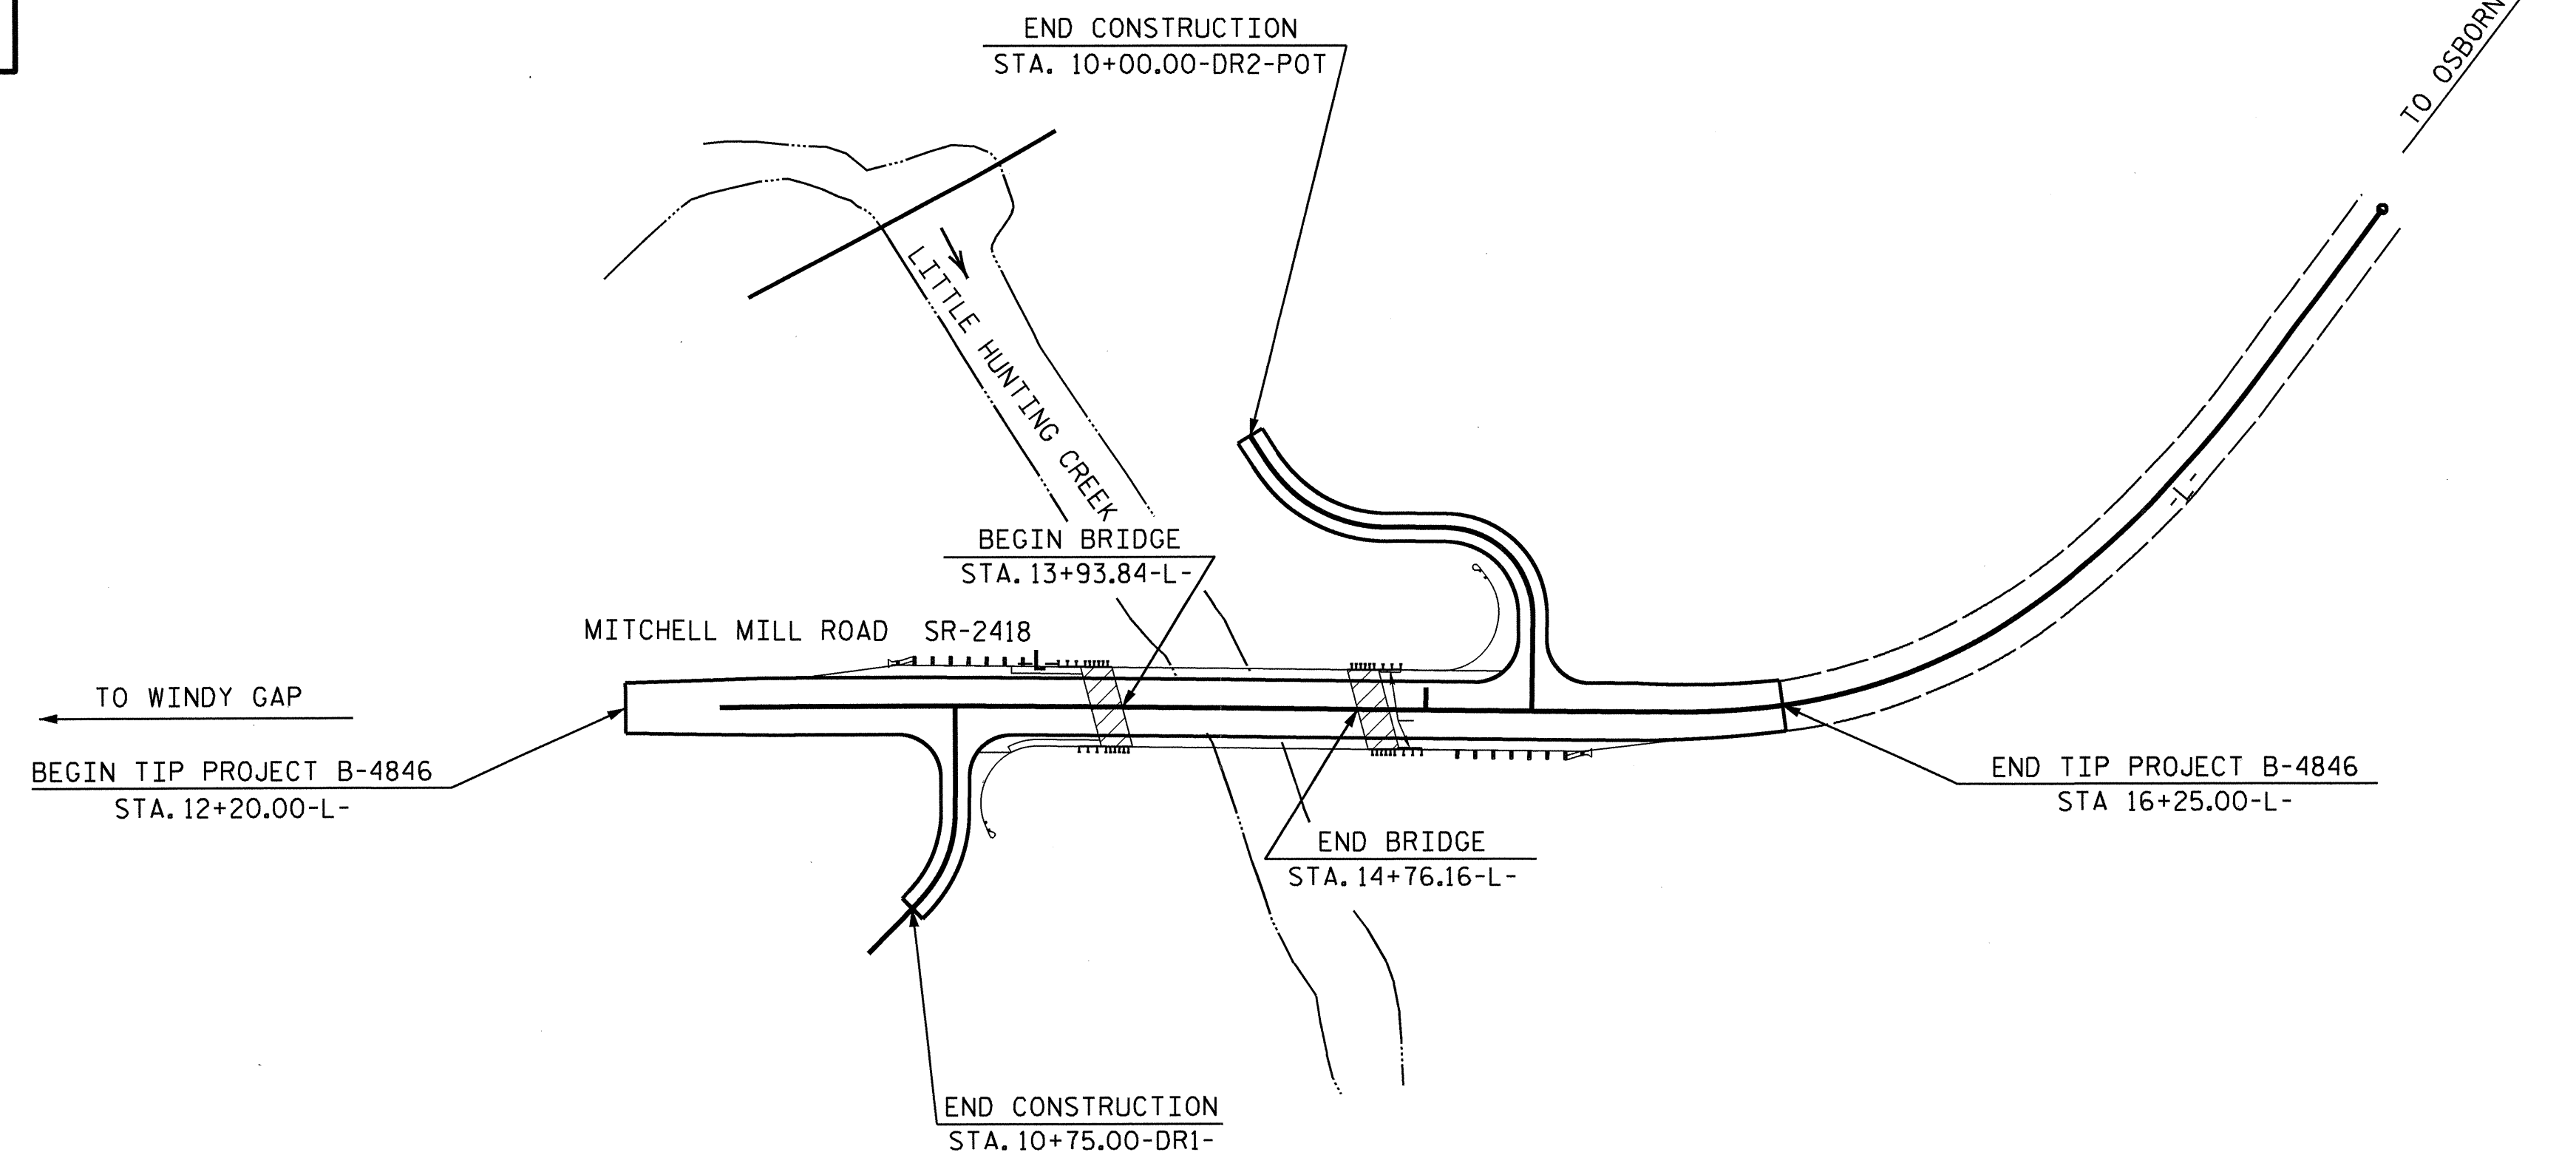 END CONSTRUCTION
STA. 10+00.00-DR2-POT
TO OSBORN
LITTLE HUNTING CREEK
-L-
BEGIN BRIDGE
STA. 13+93.84-L-
MITCHELL MILL ROAD SR-2418
TO WINDY GAP
BEGIN TIP PROJECT B-4846
STA. 12+20.00-L-
END TIP PROJECT B-4846
STA 16+25.00-L-
END BRIDGE
STA. 14+76.16-L-
END CONSTRUCTION
STA. 10+75.00-DR1-